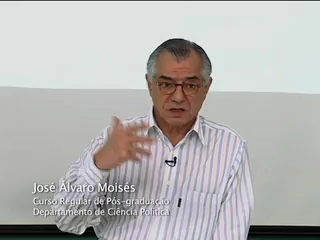 José Álvaro Moisés
Curso Regular de Pós-graduação
Departamento de Ciência Política